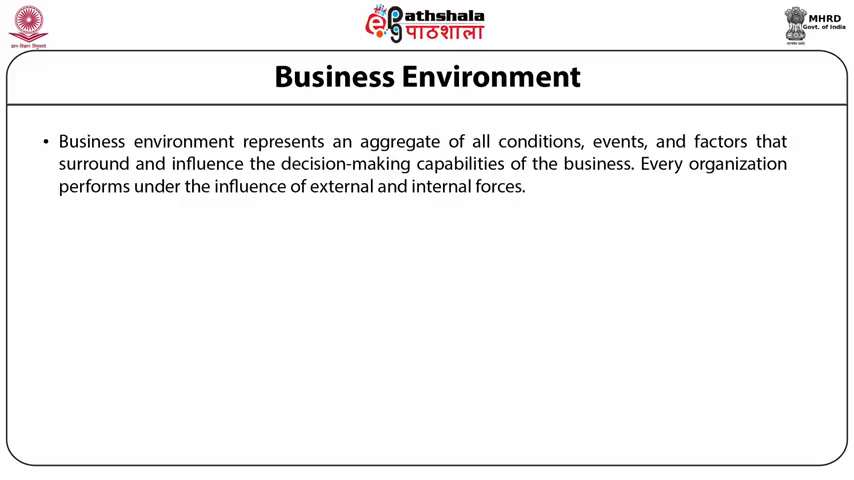 ज्ञान-विज्ञान विमुक्तये
e Pathshala
पाठशाला
MHRD
Govt. of India
Business Environment
• Business environment represents an aggregate of all conditions, events, and factors that
surround and influence the decision-making capabilities of the business. Every organization
performs under the influence of external and internal forces.